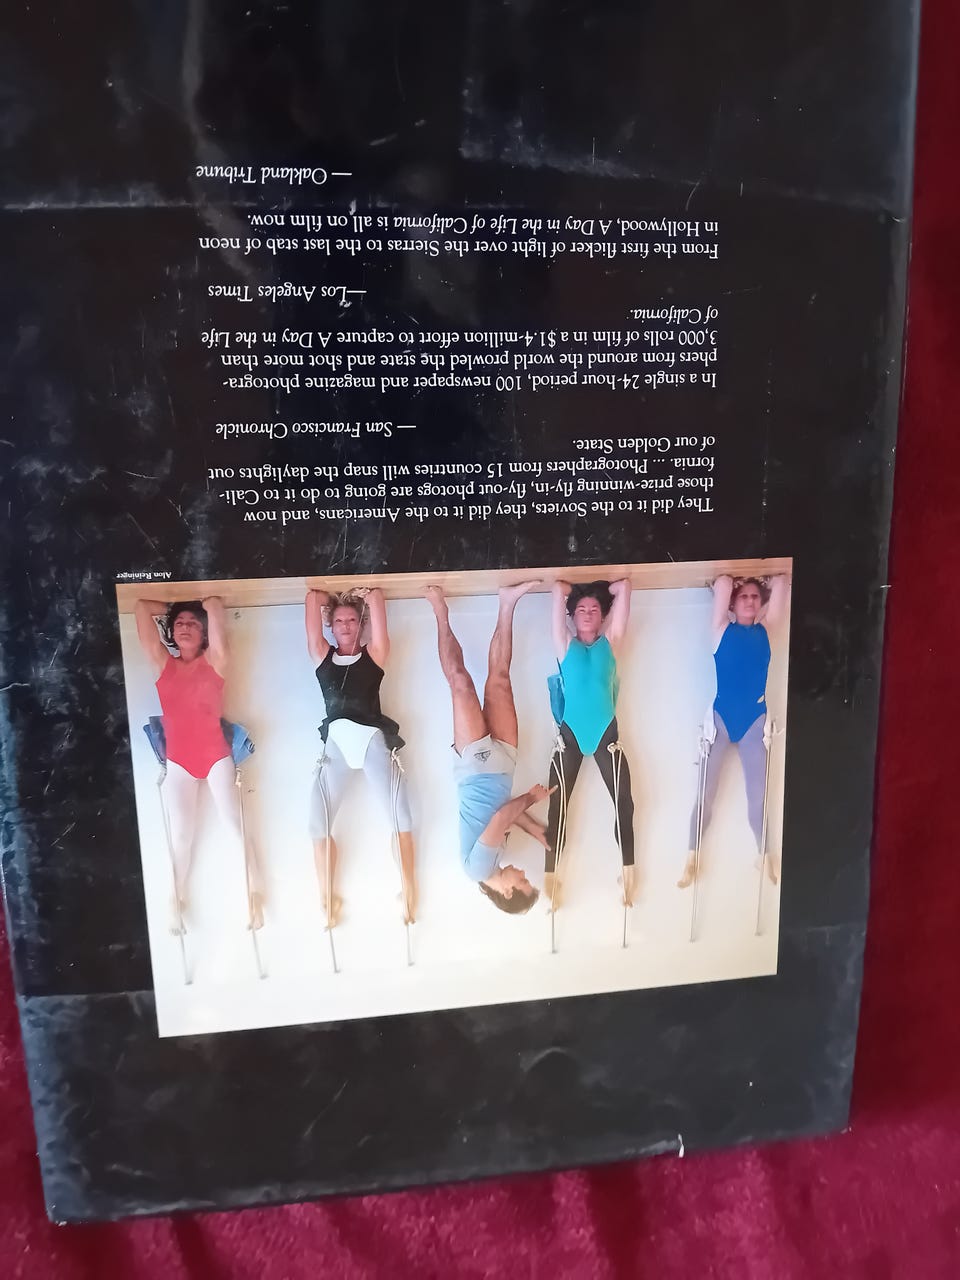 Alon Reininger
They did it to the Soviets, they did it to the Americans, and now
those prize-winning fly-in, fly-out photogs are going to do it to Cali-
fornia. ... Photographers from 15 countries will snap the daylights out
of our Golden State.
— San Francisco Chronicle
In a single 24-hour period, 100 newspaper and magazine photogra-
phers from around the world prowled the state and shot more than
3,000 rolls of film in a $1.4-million effort to capture A Day in the Life
of California.
—Los Angeles Times
From the first flicker of light over the Sierras to the last stab of neon
in Hollywood, A Day in the Life of California is all on film now.
— Oakland Tribune